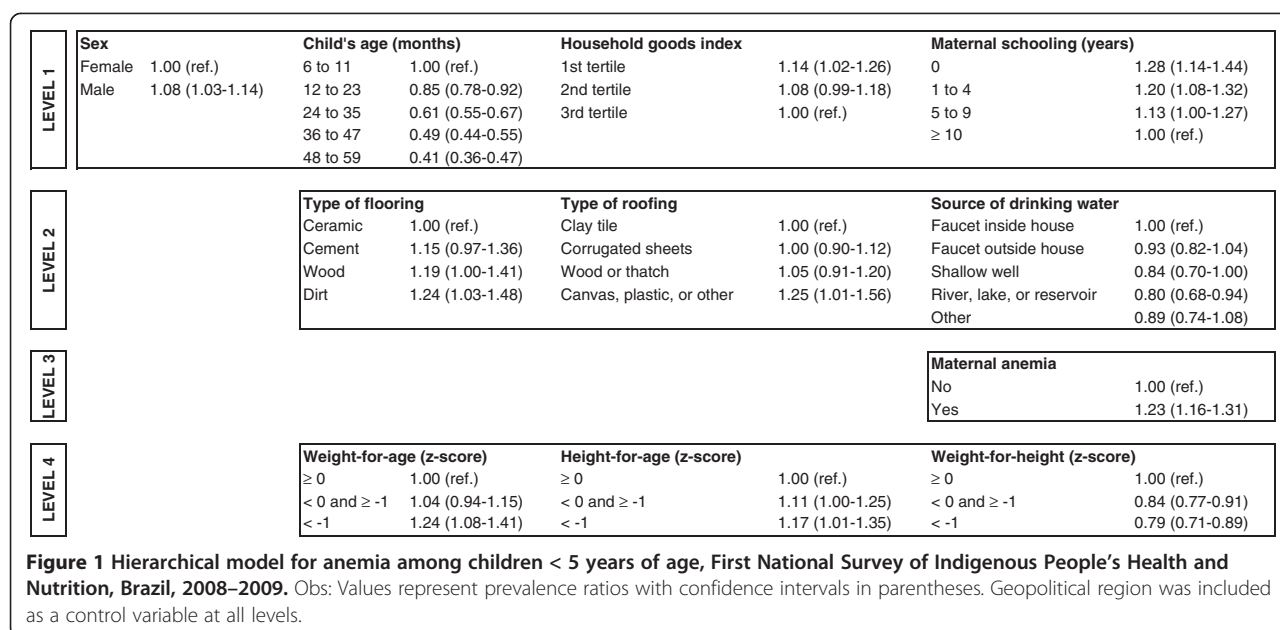 LEVEL 1
Sex Child's age (months) Household goods index Maternal schooling (years)
Female 1.00 (ref.) 6 to 11 1.00 (ref.) 1st tertile 1.14 (1.02-1.26) 0 1.28 (1.14-1.44)
Male 1.08 (1.03-1.14) 12 to 23 0.85 (0.78-0.92) 2nd tertile 1.08 (0.99-1.18) 1 to 4 1.20 (1.08-1.32)
24 to 35 0.61 (0.55-0.67) 3rd tertile 1.00 (ref.) 5 to 9 1.13 (1.00-1.27)
36 to 47 0.49 (0.44-0.55) ≥ 10 1.00 (ref.)
48 to 59 0.41 (0.36-0.47)
LEVEL 2
Type of flooring Type of roofing Source of drinking water
Ceramic 1.00 (ref.) Clay tile 1.00 (ref.) Faucet inside house 1.00 (ref.)
Cement 1.15 (0.97-1.36) Corrugated sheets 1.00 (0.90-1.12) Faucet outside house 0.93 (0.82-1.04)
Wood 1.19 (1.00-1.41) Wood or thatch 1.05 (0.91-1.20) Shallow well 0.84 (0.70-1.00)
Dirt 1.24 (1.03-1.48) Canvas, plastic, or other 1.25 (1.01-1.56) River, lake, or reservoir 0.80 (0.68-0.94)
Other 0.89 (0.74-1.08)
LEVEL 3
Maternal anemia
No 1.00 (ref.)
Yes 1.23 (1.16-1.31)
LEVEL 4
Weight-for-age (z-score) Height-for-age (z-score) Weight-for-height (z-score)
≥ 0 1.00 (ref.) ≥ 0 1.00 (ref.) ≥ 0 1.00 (ref.)
< 0 and ≥ -1 1.04 (0.94-1.15) < 0 and ≥ -1 1.11 (1.00-1.25) < 0 and ≥ -1 0.84 (0.77-0.91)
< -1 1.24 (1.08-1.41) < -1 1.17 (1.01-1.35) < -1 0.79 (0.71-0.89)
Figure 1 Hierarchical model for anemia among children < 5 years of age, First National Survey of Indigenous People's Health and
Nutrition, Brazil, 2008–2009. Obs: Values represent prevalence ratios with confidence intervals in parentheses. Geopolitical region was included
as a control variable at all levels.